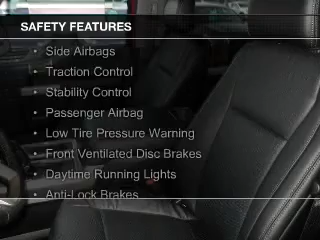 SAFETY FEATURES
• Side Airbags
• Traction Control
• Stability Control
• Passenger Airbag
• Low Tire Pressure Warning
• Front Ventilated Disc Brakes
• Daytime Running Lights
• Anti-Lock Brakes